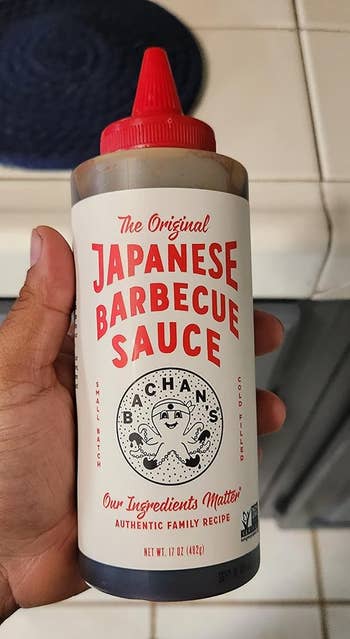 The Original
JAPANESE
BARBECUE
SAUCE
BACHAN'S
SMALL BATCH
COLD FILLED
Our Ingredients Matter®
AUTHENTIC FAMILY RECIPE
NET WT. 17 OZ (482g)